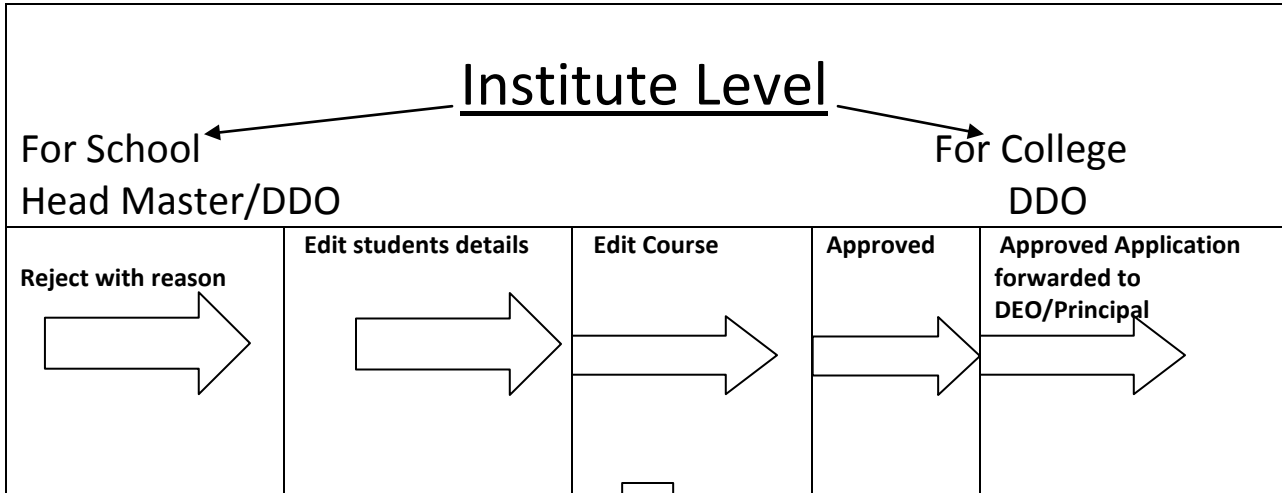 Institute Level
For School For College
Head Master/DDO DDO
Reject with reason
Edit students details
Edit Course
Approved
Approved Application
forwarded to
DEO/Principal